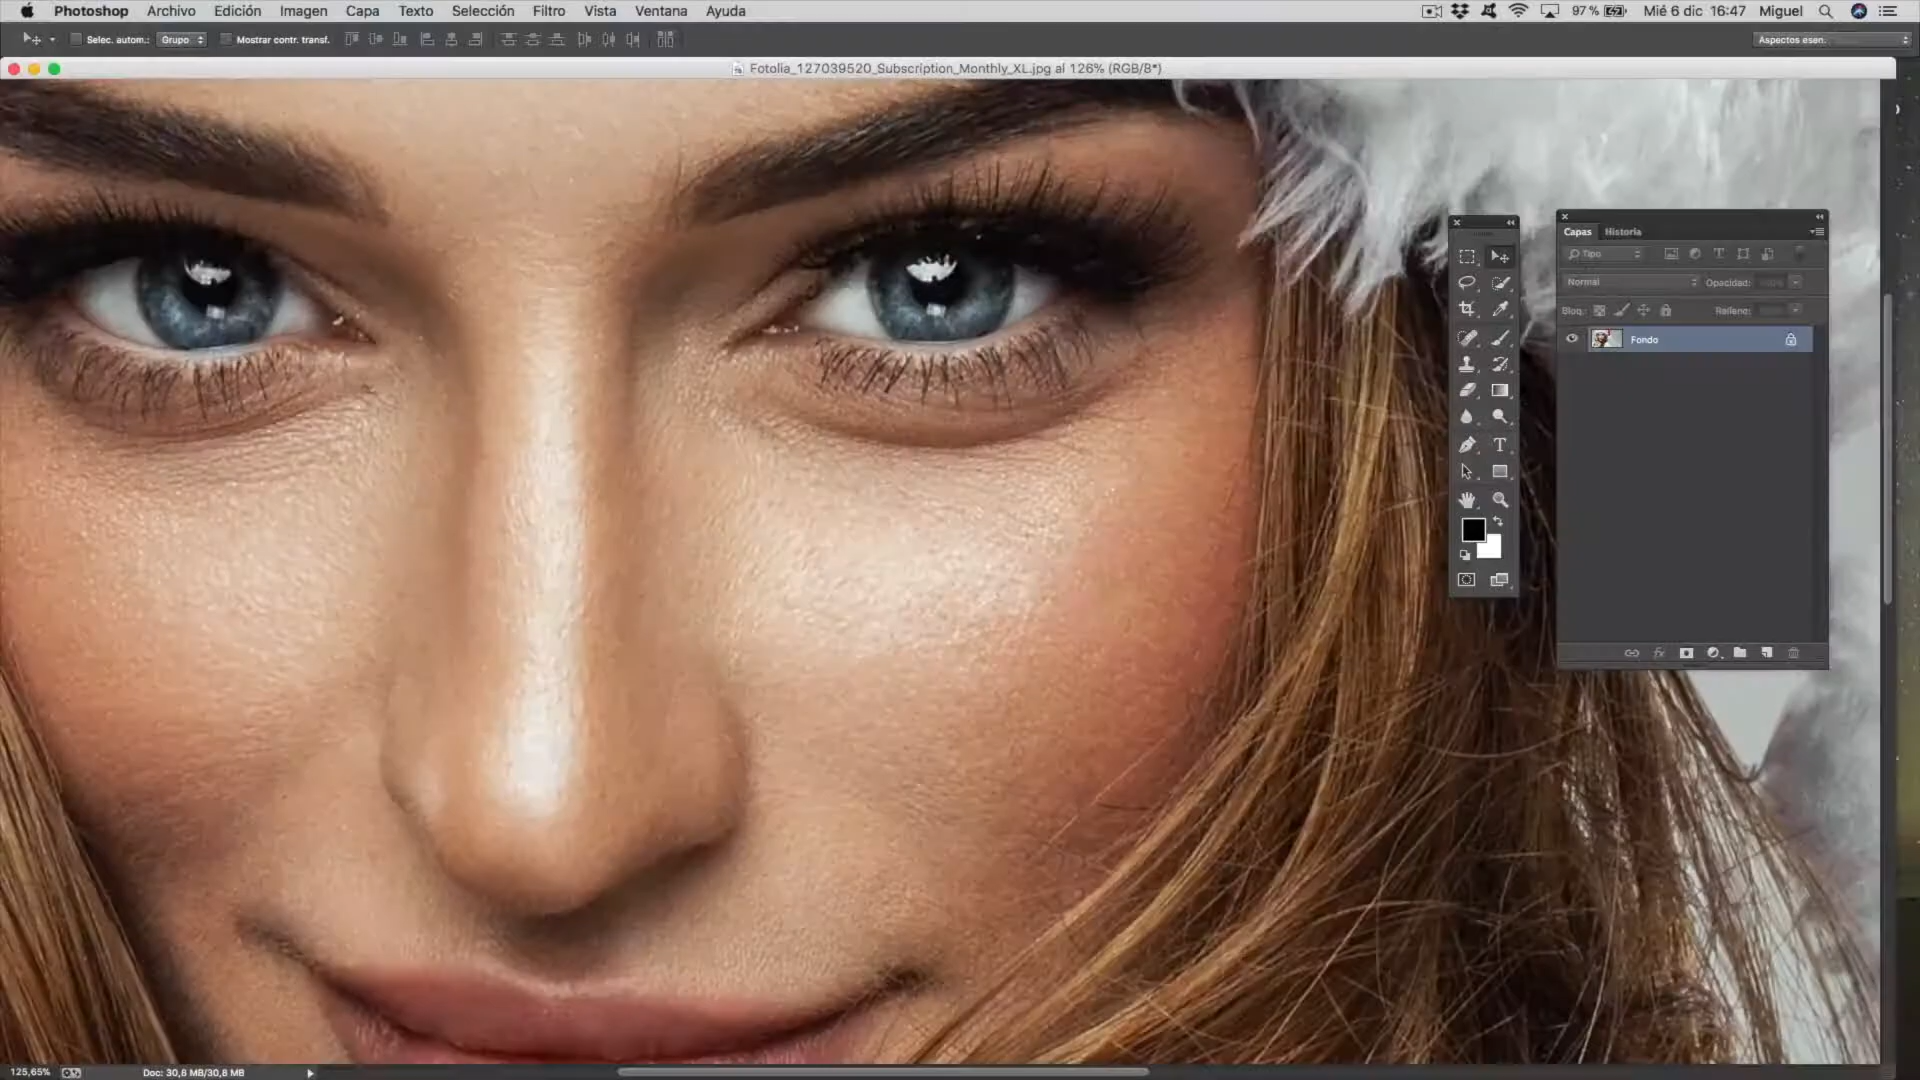 Photoshop Archivo Edición Imagen Capa Texto Selección Filtro Vista Ventana Ayuda 97 % Mié 6 dic 16:47 Miguel
Selec. autom.: Grupo Mostrar contr. transf. Aspectos esen.
Fotolia_127039520_Subscription_Monthly_XL.jpg al 126% (RGB/8*)
Capas Historia
Tipo
Normal Opacidad:
Bloq.: Relleno:
Fondo
125,65% Doc: 30,8 MB/30,8 MB